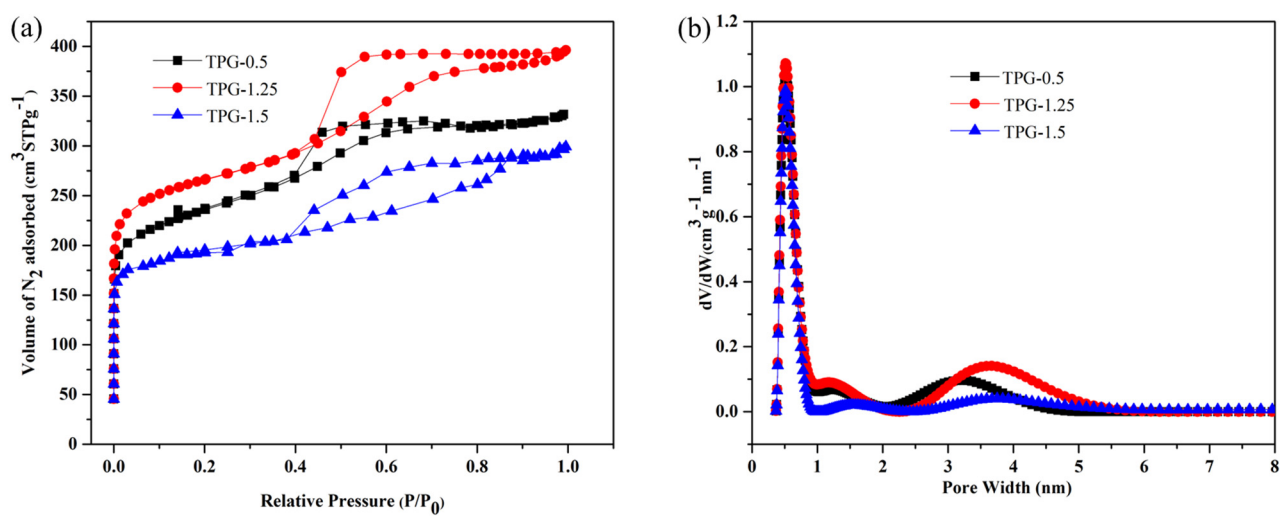 (a)
Volume of N2 adsorbed (cm3STPg-1)
400
350
300
250
200
150
100
50
0
TPG-0.5
TPG-1.25
TPG-1.5
0.0 0.2 0.4 0.6 0.8 1.0
Relative Pressure (P/P0)
(b)
dV/dW(cm3g-1 nm-1
1.2
1.0
0.8
0.6
0.4
0.2
0.0
TPG-0.5
TPG-1.25
TPG-1.5
0 1 2 3 4 5 6 7 8
Pore Width (nm)